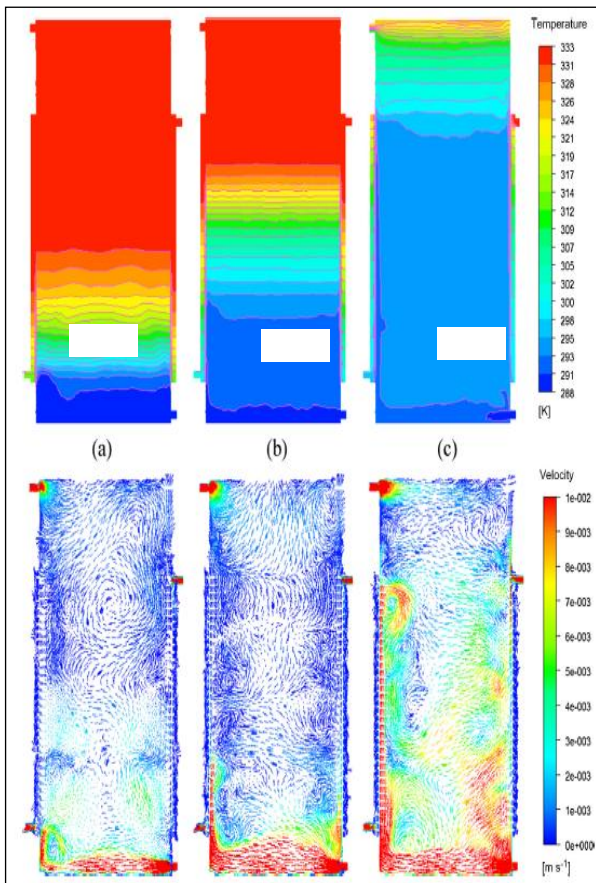 Temperature
333
331
328
326
324
321
319
317
314
312
310
307
305
302
300
298
295
293
291
288
[K]
(a)
(b)
(c)
Velocity
1e-002
9e-003
8e-003
7e-003
6e-003
5e-003
4e-003
3e-003
2e-003
1e-003
0e+000
[m s⁻¹]